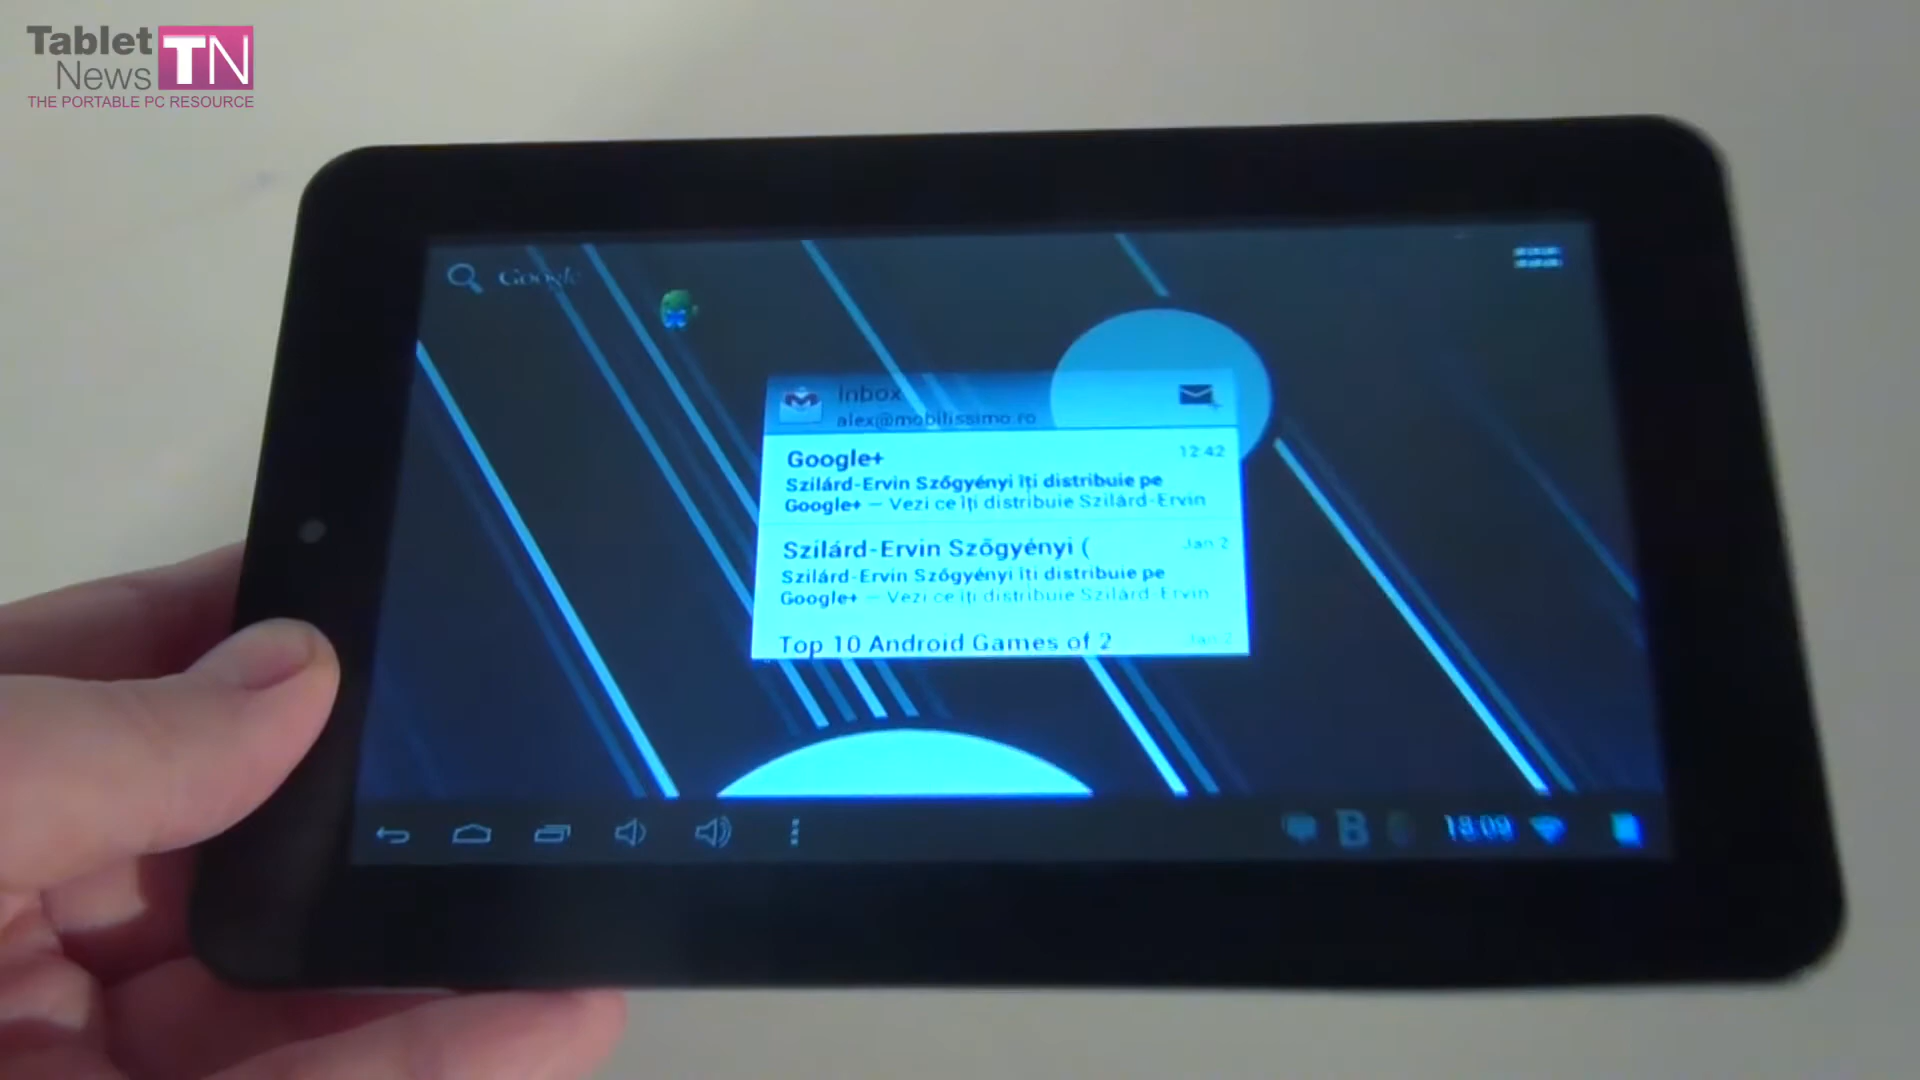 Tablet
News
TN
THE PORTABLE PC RESOURCE
Google
Inbox
alex@mobilissimo.ro
Google+ 12:42
Szilárd-Ervin Szőgyényi îți distribuie pe
Google+ — Vezi ce îți distribuie Szilárd-Ervin
Szilárd-Ervin Szőgyényi ( Jan 2
Szilárd-Ervin Szőgyényi îți distribuie pe
Google+ — Vezi ce îți distribuie Szilárd-Ervin
Top 10 Android Games of 2 Jan 2
B 18:09